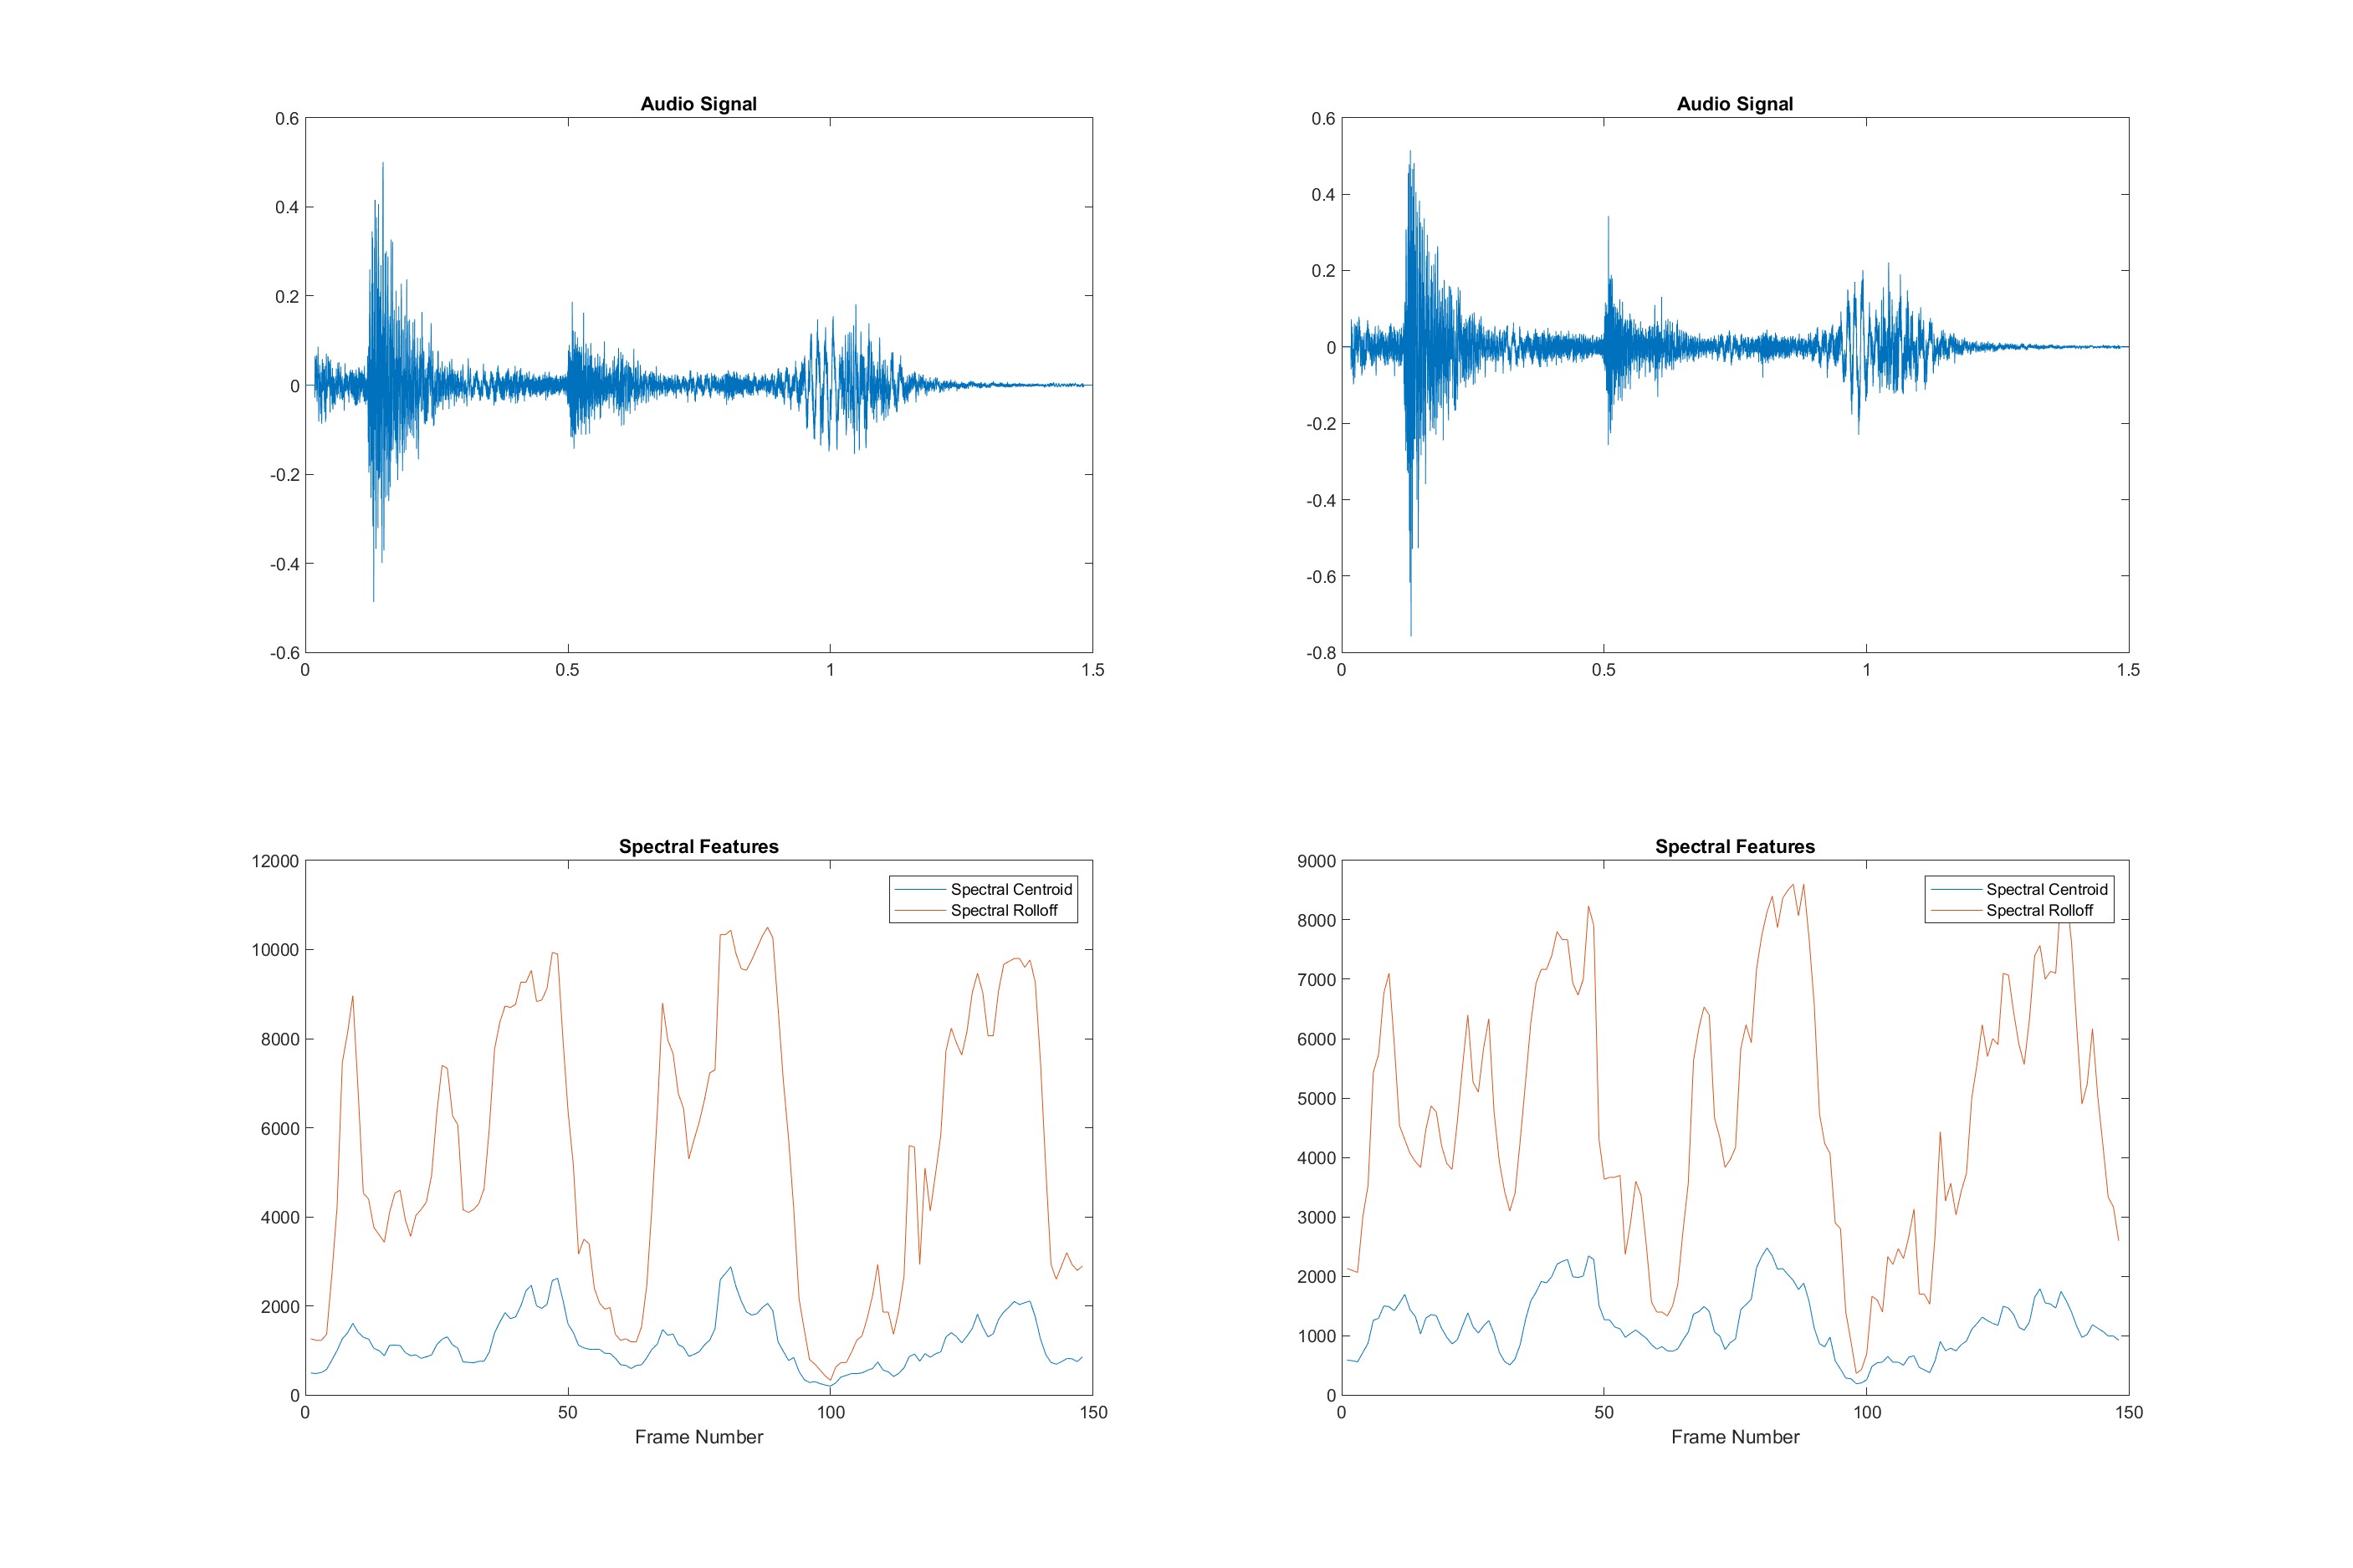 Audio Signal
0.6
0.4
0.2
0
-0.2
-0.4
-0.6
0 0.5 1 1.5
Audio Signal
0.6
0.4
0.2
0
-0.2
-0.4
-0.6
-0.8
0 0.5 1 1.5
Spectral Features
12000
10000
8000
6000
4000
2000
0
Spectral Centroid
Spectral Rolloff
0 50 100 150
Frame Number
Spectral Features
9000
8000
7000
6000
5000
4000
3000
2000
1000
0
Spectral Centroid
Spectral Rolloff
0 50 100 150
Frame Number